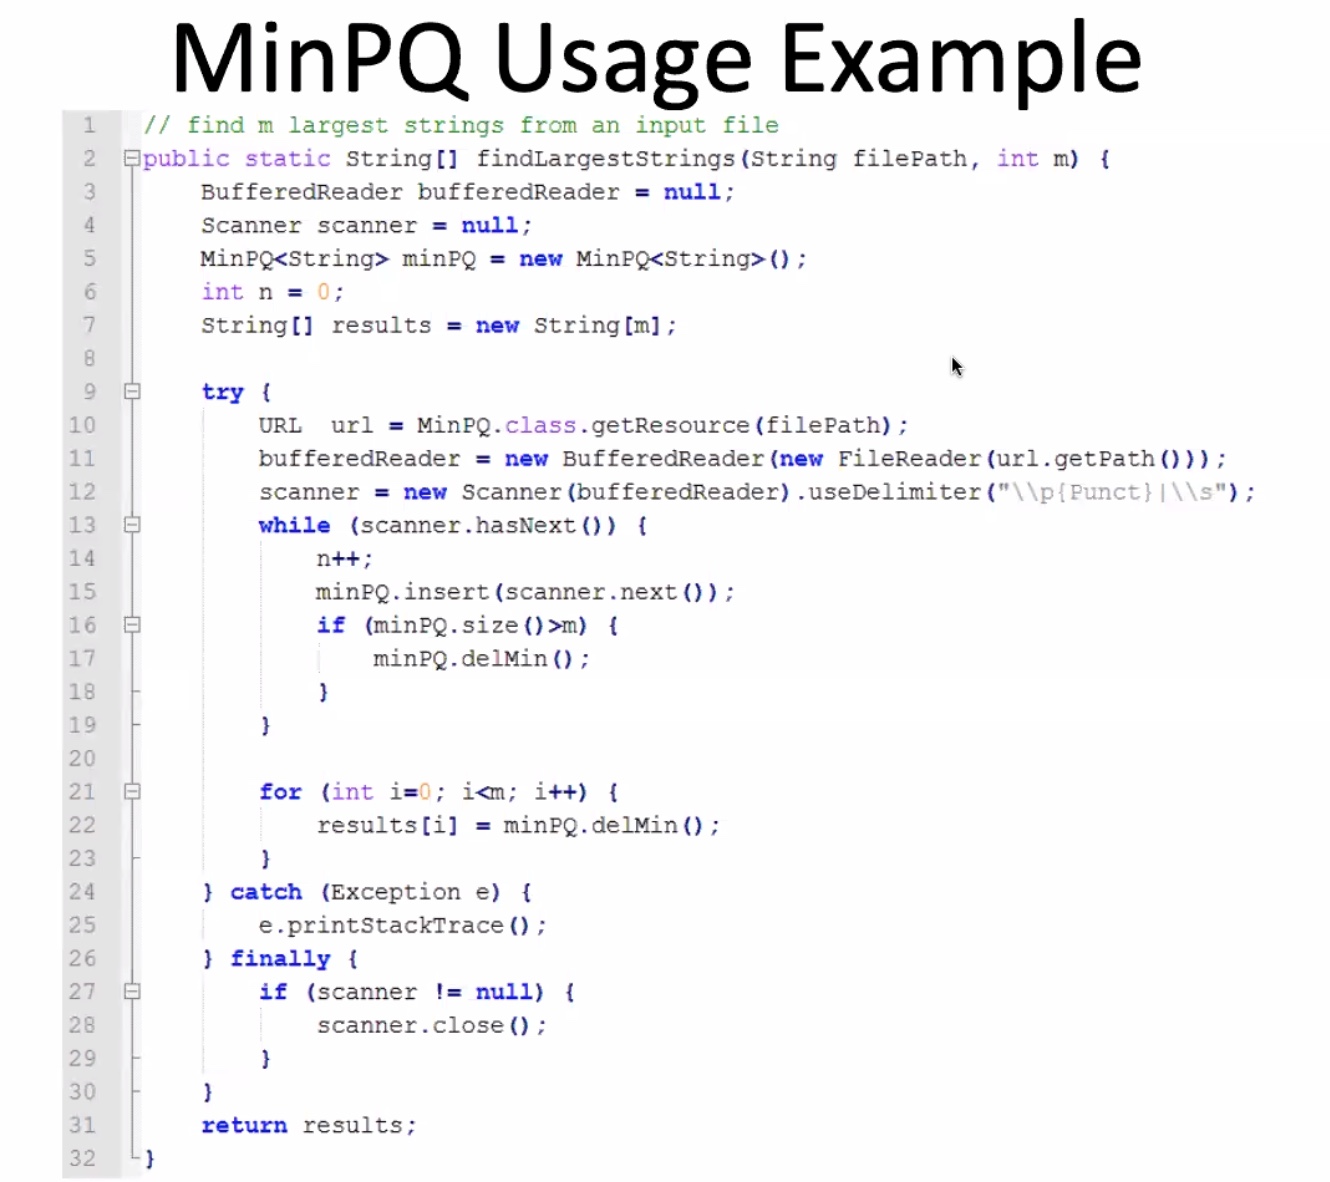 MinPQ Usage Example
1 // find m largest strings from an input file
2 public static String[] findLargestStrings(String filePath, int m) {
3 BufferedReader bufferedReader = null;
4 Scanner scanner = null;
5 MinPQ<String> minPQ = new MinPQ<String>();
6 int n = 0;
7 String[] results = new String[m];
8
9 try {
10 URL  url = MinPQ.class.getResource(filePath);
11 bufferedReader = new BufferedReader(new FileReader(url.getPath()));
12 scanner = new Scanner(bufferedReader).useDelimiter("\\p{Punct}|\\s");
13 while (scanner.hasNext()) {
14 n++;
15 minPQ.insert(scanner.next());
16 if (minPQ.size()>m) {
17 minPQ.delMin();
18 }
19 }
20
21 for (int i=0; i<m; i++) {
22 results[i] = minPQ.delMin();
23 }
24 } catch (Exception e) {
25 e.printStackTrace();
26 } finally {
27 if (scanner != null) {
28 scanner.close();
29 }
30 }
31 return results;
32 }